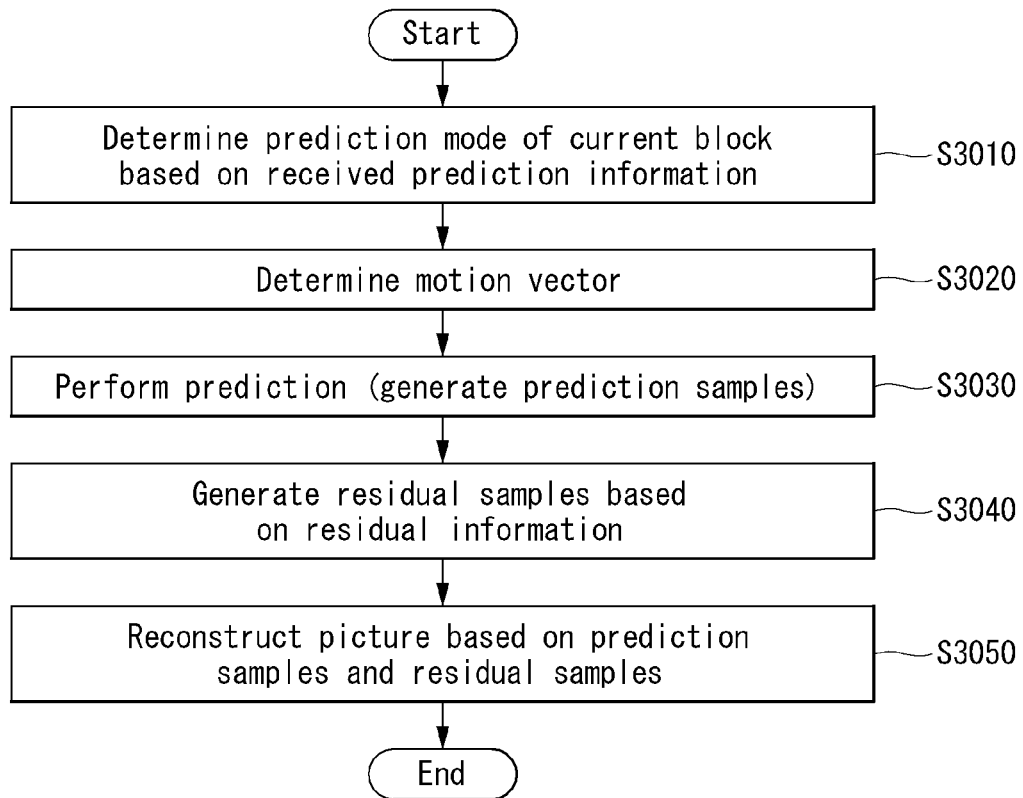 Start
Determine prediction mode of current block
based on received prediction information
S3010
Determine motion vector
S3020
Perform prediction (generate prediction samples)
S3030
Generate residual samples based
on residual information
S3040
Reconstruct picture based on prediction
samples and residual samples
S3050
End